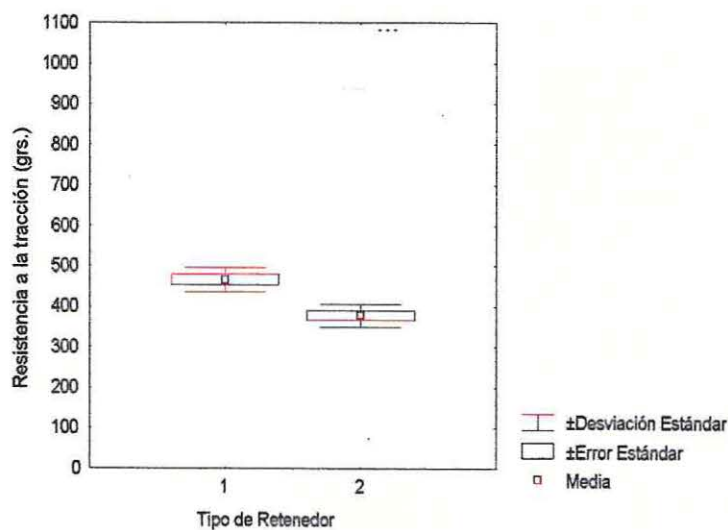 1100
1000
900
800
700
600
500
400
300
200
100
0
Resistencia a la tracción (grs.)
1 2
Tipo de Retenedor
±Desviación Estándar
±Error Estándar
Media